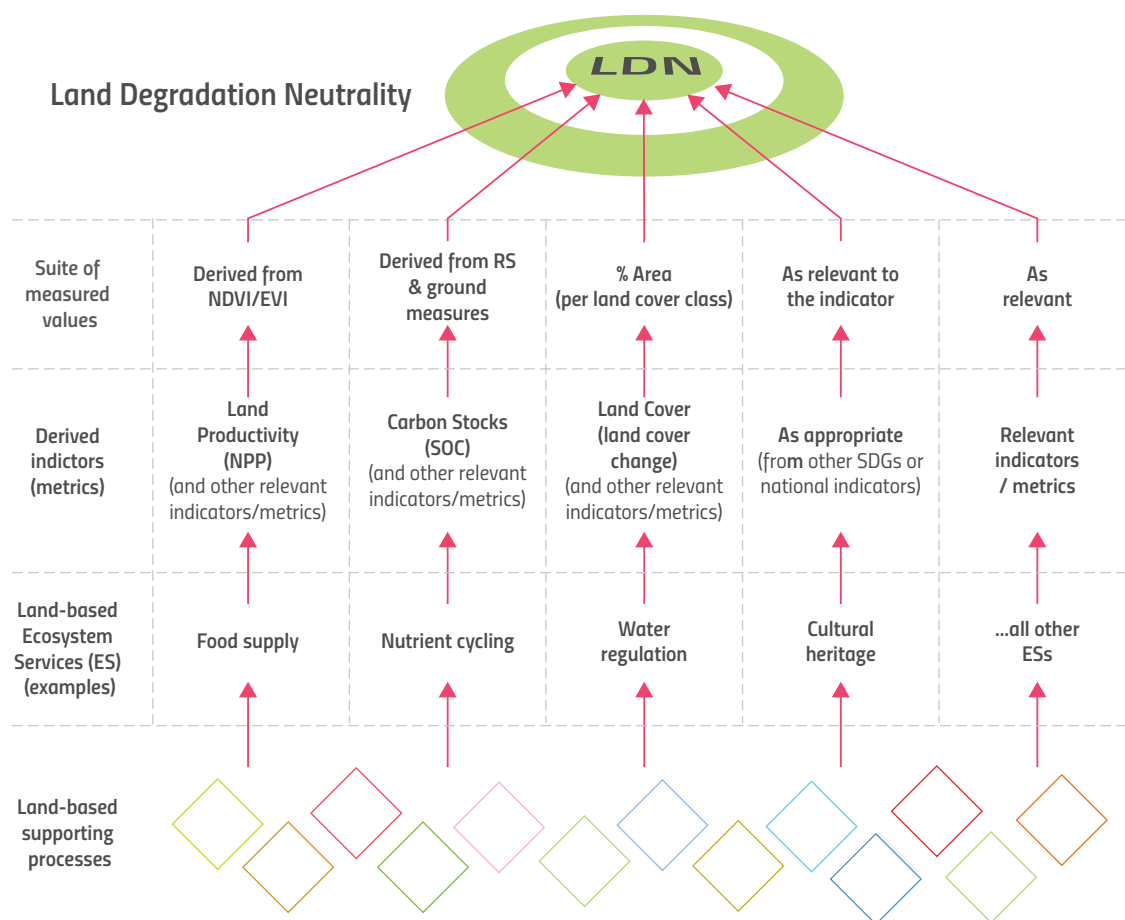 LDN
Land Degradation Neutrality
Suite of
measured
values
Derived from
NDVI/EVI
Derived from RS
& ground
measures
% Area
(per land cover class)
As relevant to
the indicator
As
relevant
Derived
indictors
(metrics)
Land
Productivity
(NPP)
(and other relevant
indicators/metrics)
Carbon Stocks
(SOC)
(and other relevant
indicators/metrics)
Land Cover
(land cover
change)
(and other relevant
indicators/metrics)
As appropriate
(from other SDGs or
national indicators)
Relevant
indicators
/ metrics
Land-based
Ecosystem
Services (ES)
(examples)
Food supply
Nutrient cycling
Water
regulation
Cultural
heritage
...all other
ESs
Land-based
supporting
processes